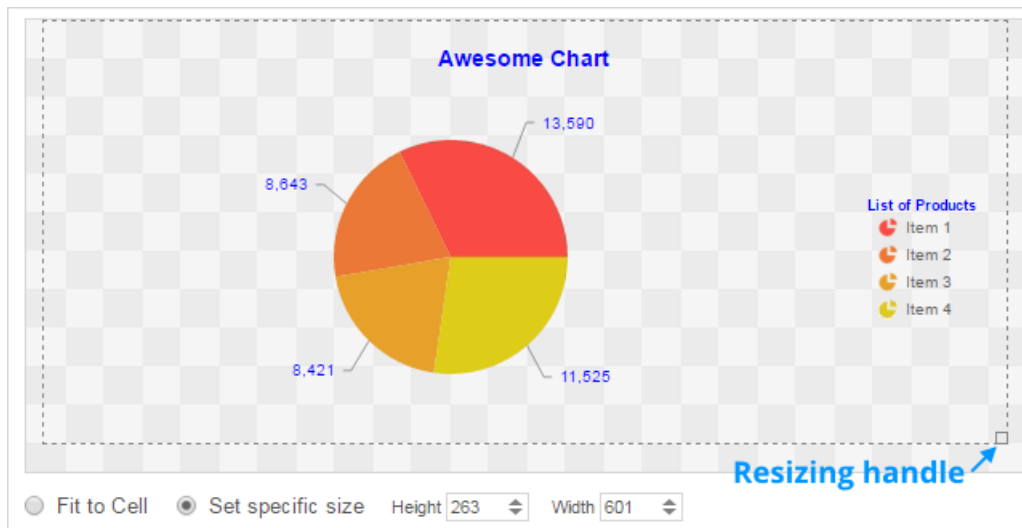 Awesome Chart
13,590
8,643
List of Products
Item 1
Item 2
Item 3
Item 4
8,421
11,525
Resizing handle
Fit to Cell Set specific size Height 263 Width 601